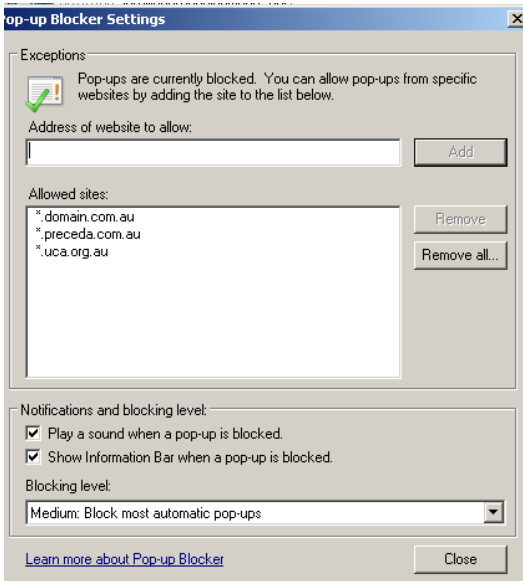 op-up Blocker Settings
Exceptions
Pop-ups are currently blocked. You can allow pop-ups from specific
websites by adding the site to the list below.
Address of website to allow:
Add
Allowed sites:
*.domain.com.au
*.preceda.com.au
*.uca.org.au
Remove
Remove all...
Notifications and blocking level:
Play a sound when a pop-up is blocked.
Show Information Bar when a pop-up is blocked.
Blocking level:
Medium: Block most automatic pop-ups
Learn more about Pop-up Blocker
Close